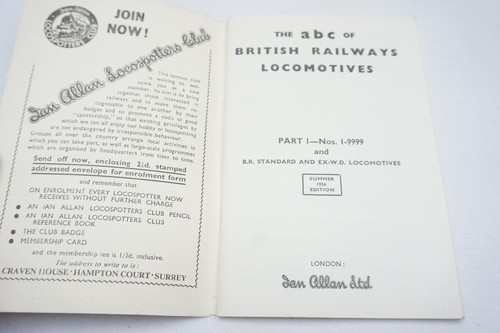 JOIN
NOW!
Ian Allan Locospotters Club
This famous club
is waiting to wel-
come you as a new
member. Its aim is to bring
together those interested in
railways and to make them re-
cognisable to one another by their
badges and to promote a code of good
"spottorship," so that existing privileges by
which we can all enjoy our hobby of locospotting
are not endangered by irresponsible behaviour.
Groups all over the country arrange local activities in
which you can take part, as well as large-scale programmes
which are organised by headquarters from time to time.
Send off now, enclosing 2½d. stamped
addressed envelope for enrolment form
and remember that
ON ENROLMENT EVERY LOCOSPOTTER NOW
RECEIVES WITHOUT FURTHER CHARGE
● AN IAN ALLAN LOCOSPOTTERS CLUB PENCIL
● AN IAN ALLAN LOCOSPOTTERS CLUB
REFERENCE BOOK
● THE CLUB BADGE
● MEMBERSHIP CARD
and the membership fee is 1/3d. inclusive.
The address to write to is:
CRAVEN HOUSE · HAMPTON COURT · SURREY
THE abc OF
BRITISH RAILWAYS
LOCOMOTIVES
PART I—Nos. 1-9999
and
B.R. STANDARD AND EX-W.D. LOCOMOTIVES
SUMMER
1956
EDITION
LONDON:
Ian Allan Ltd